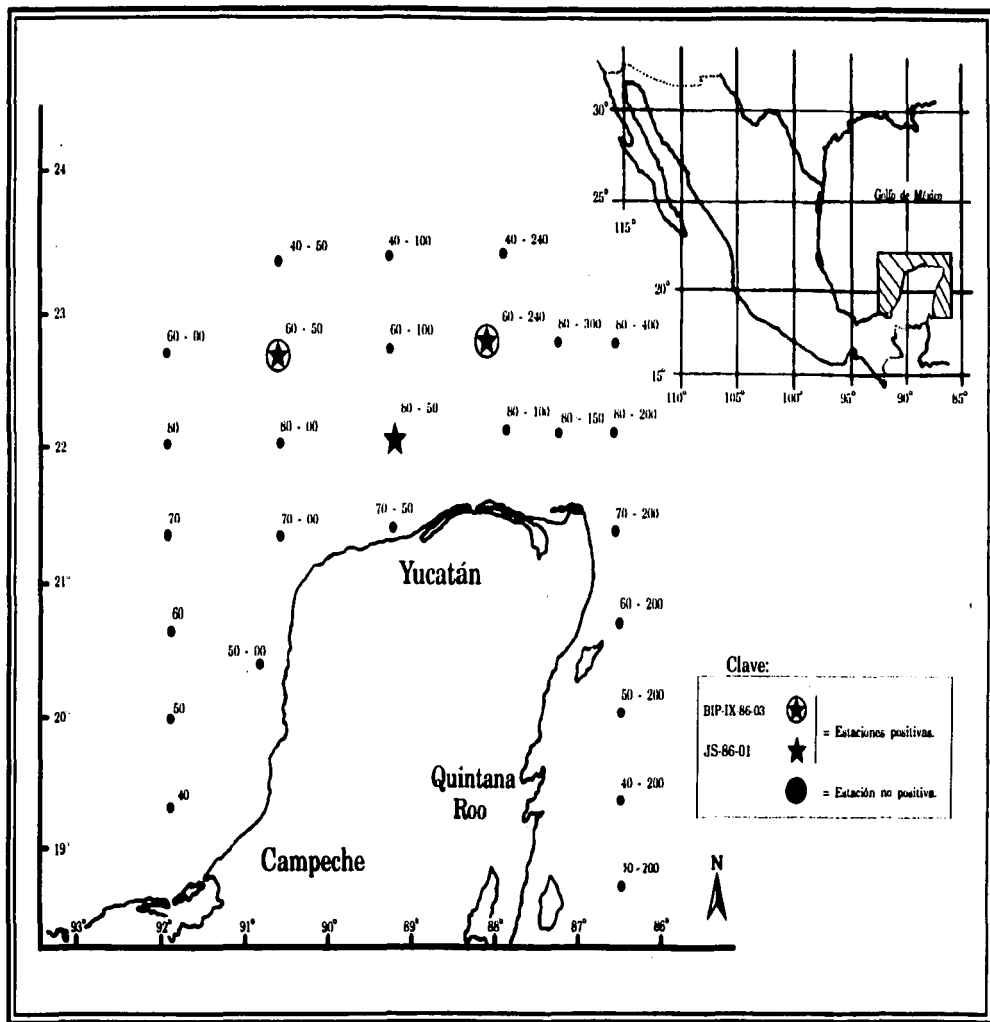 30°
25°
115°
20°
15°
110°
105°
100°
95°
90°
85°
Golfo de México
24
23
22
21
20
19
40 - 50
40 - 100
40 - 240
60 - 00
60 - 50
60 - 100
60 - 240
80 - 300
80 - 400
80
80 - 00
80 - 50
80 - 100
80 - 150
80 - 200
70
70 - 00
70 - 50
70 - 200
Yucatán
60
50 - 00
60 - 200
50
50 - 200
40
Quintana
Roo
40 - 200
Campeche
-200
Clave:
BIP-IX 86-03
= Estaciones positivas.
JS-86-01
= Estación no positiva.
N
93°
92°
91°
90°
89°
88°
87°
86°